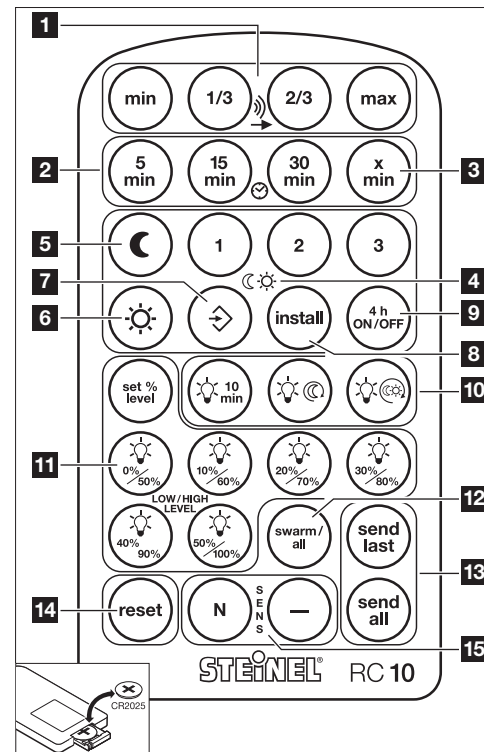 1
min 1/3 2/3 max
2
5 min 15 min 30 min x min
3
5
1 2 3
7
4
6
install
4 h ON/OFF
9
8
set % level
10 min
10
11
0%/50% 10%/60% 20%/70% 30%/80%
LOW/HIGH LEVEL
12
40% 90% 50%/100%
swarm/all
send last
13
14
reset
N
SENS
—
send all
15
STEINEL® RC 10
CR2025